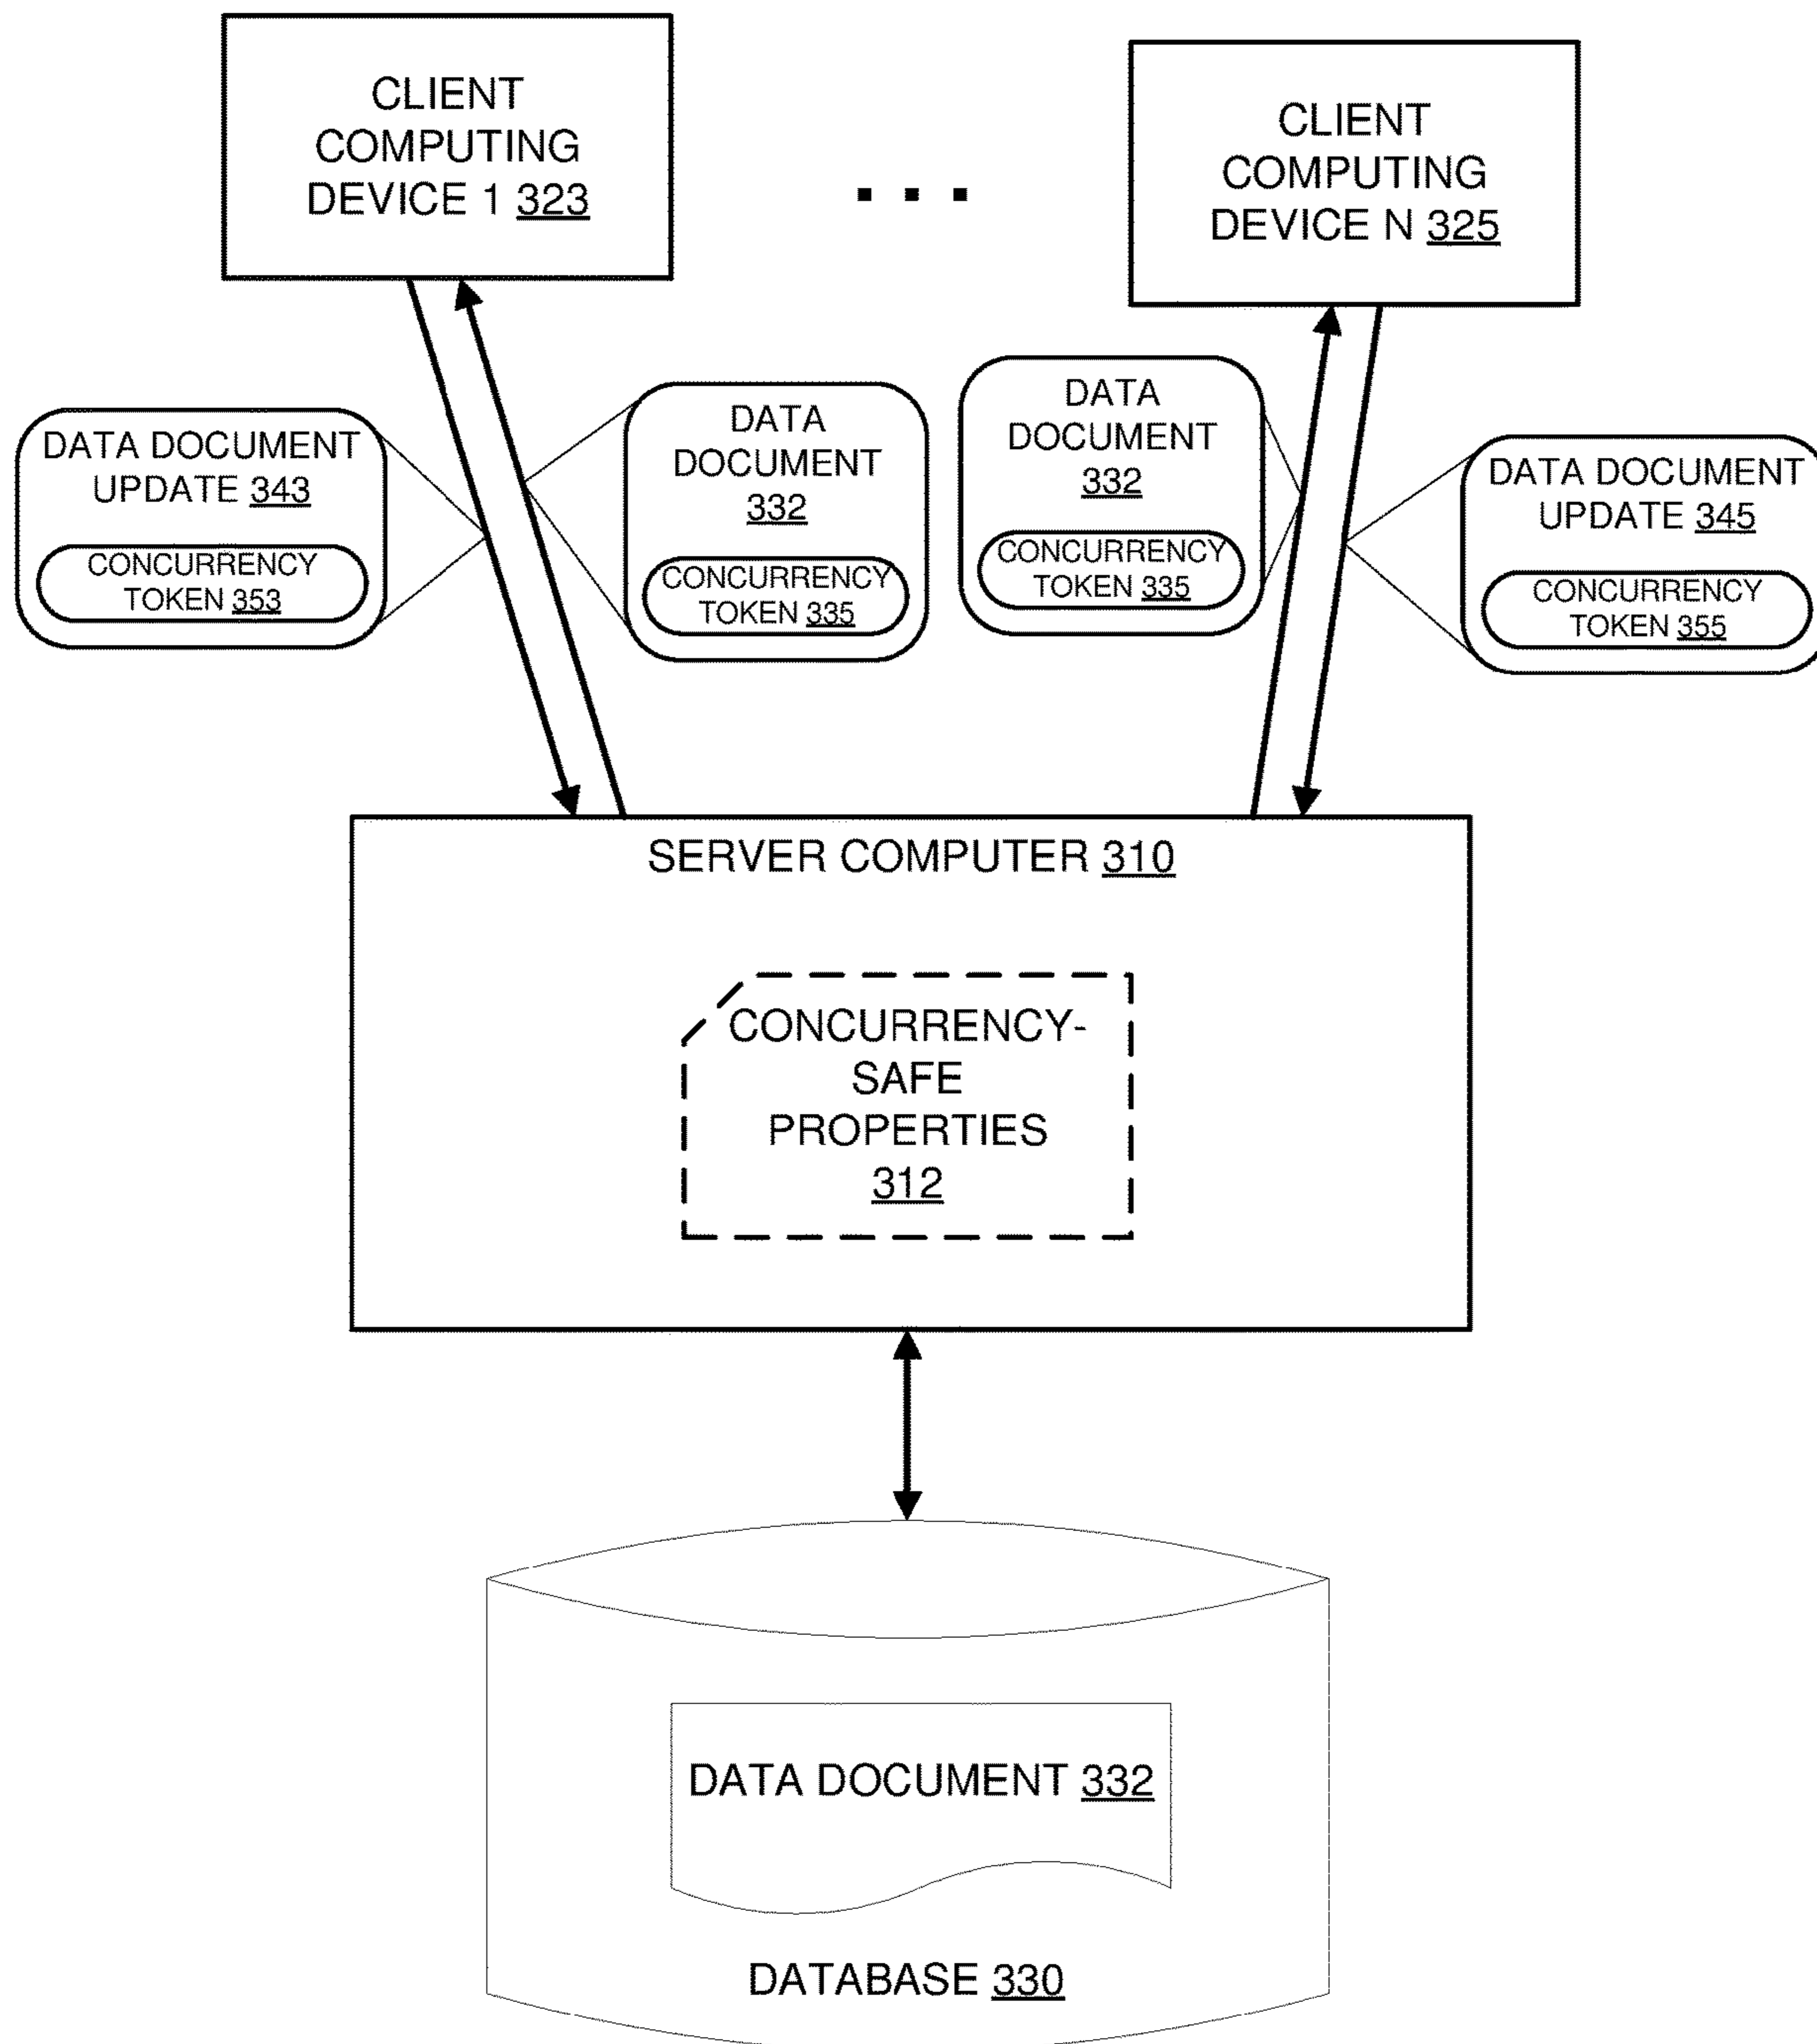 CLIENT
COMPUTING
DEVICE 1 323
. . .
CLIENT
COMPUTING
DEVICE N 325
DATA DOCUMENT
UPDATE 343
CONCURRENCY
TOKEN 353
DATA
DOCUMENT
332
CONCURRENCY
TOKEN 335
DATA
DOCUMENT
332
CONCURRENCY
TOKEN 335
DATA DOCUMENT
UPDATE 345
CONCURRENCY
TOKEN 355
SERVER COMPUTER 310
CONCURRENCY-
SAFE
PROPERTIES
312
DATA DOCUMENT 332
DATABASE 330